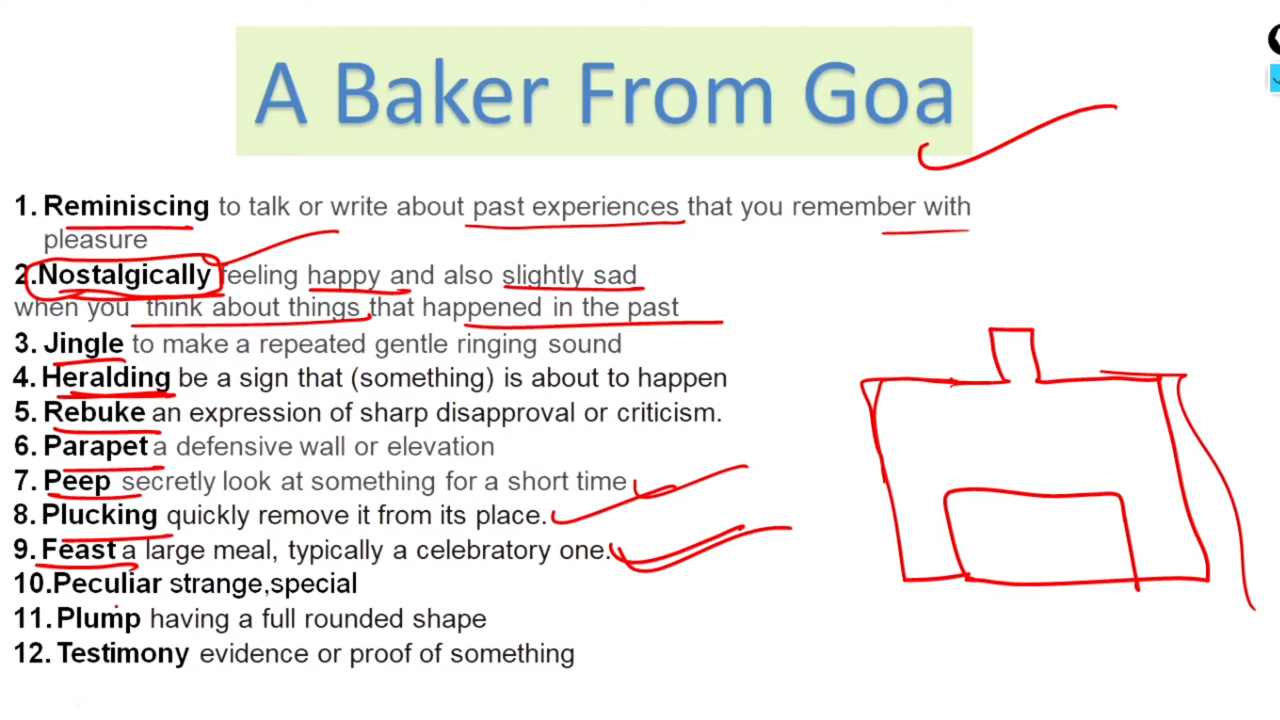 A Baker From Goa
1. Reminiscing to talk or write about past experiences that you remember with
pleasure
2.Nostalgically feeling happy and also slightly sad
when you think about things that happened in the past
3. Jingle to make a repeated gentle ringing sound
4. Heralding be a sign that (something) is about to happen
5. Rebuke an expression of sharp disapproval or criticism.
6. Parapet a defensive wall or elevation
7. Peep secretly look at something for a short time
8. Plucking quickly remove it from its place.
9. Feast a large meal, typically a celebratory one.
10.Peculiar strange,special
11. Plump having a full rounded shape
12. Testimony evidence or proof of something